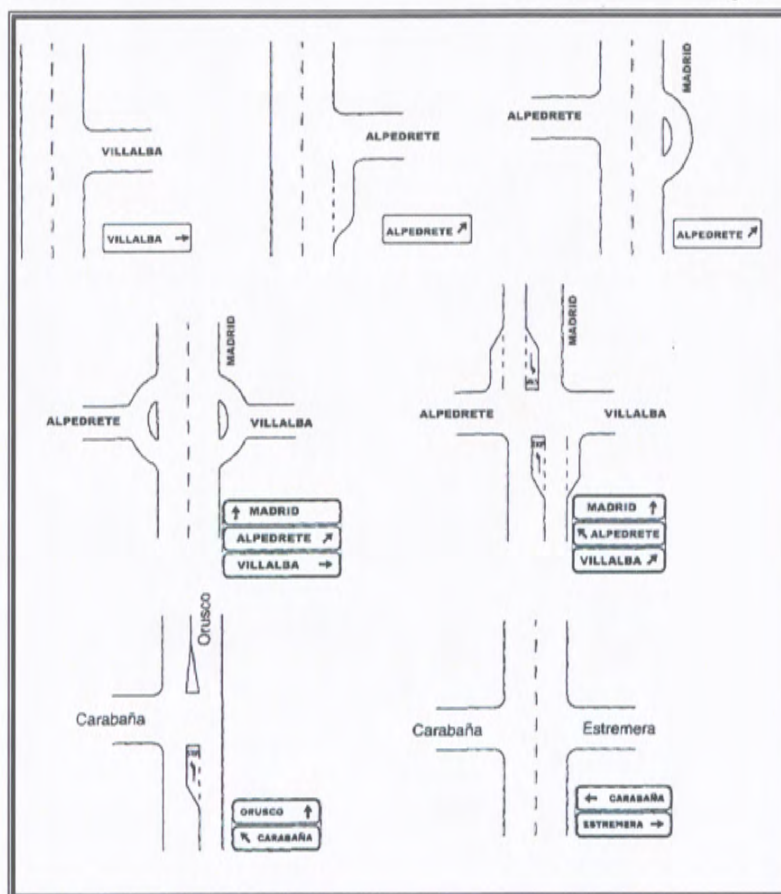 VILLALBA
VILLALBA →
ALPEDRETE
ALPEDRETE ↗
MADRID
ALPEDRETE
ALPEDRETE ↗
MADRID
ALPEDRETE
VILLALBA
↑ MADRID
ALPEDRETE ↗
VILLALBA →
MADRID
ALPEDRETE
VILLALBA
MADRID ↑
↖ ALPEDRETE
VILLALBA ↗
Orusco
Carabaña
ORUSCO ↑
↖ CARABAÑA
Carabaña
Estremera
← CARABAÑA
ESTREMERA →